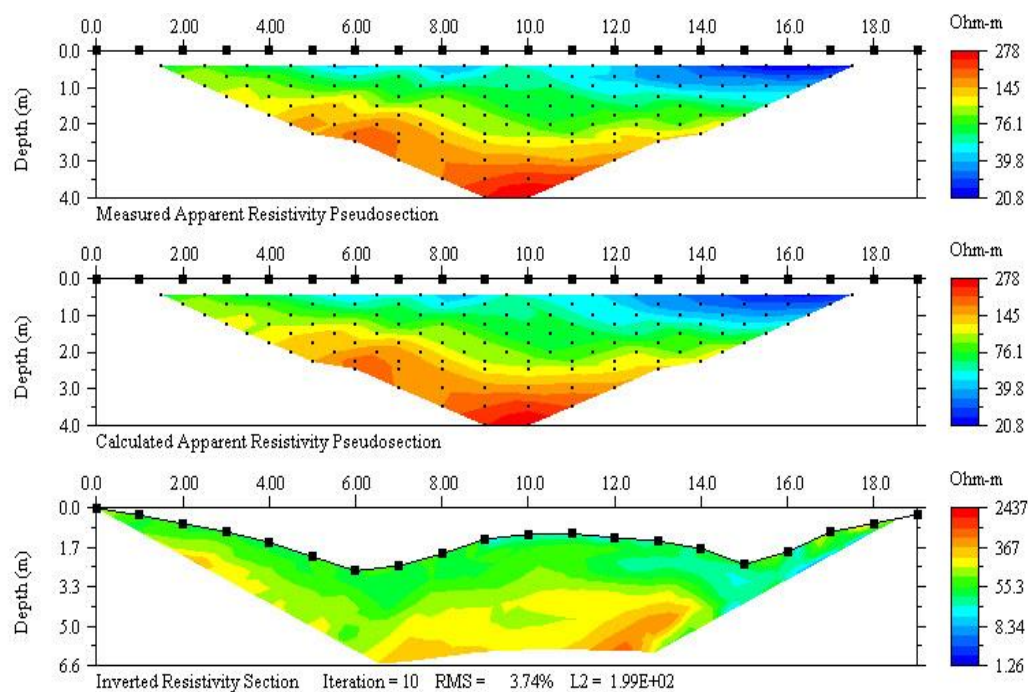 0.0 2.00 4.00 6.00 8.00 10.0 12.0 14.0 16.0 18.0 Ohm-m
0.0 278
1.0 145
Depth (m)
2.0 76.1
3.0 39.8
4.0 20.8
Measured Apparent Resistivity Pseudosection
0.0 2.00 4.00 6.00 8.00 10.0 12.0 14.0 16.0 18.0 Ohm-m
0.0 278
1.0 145
Depth (m)
2.0 76.1
3.0 39.8
4.0 20.8
Calculated Apparent Resistivity Pseudosection
0.0 2.00 4.00 6.00 8.00 10.0 12.0 14.0 16.0 18.0 Ohm-m
0.0 2437
1.7 367
Depth (m)
3.3 55.3
5.0 8.34
6.6 1.26
Inverted Resistivity Section Iteration = 10 RMS = 3.74% L2 = 1.99E+02